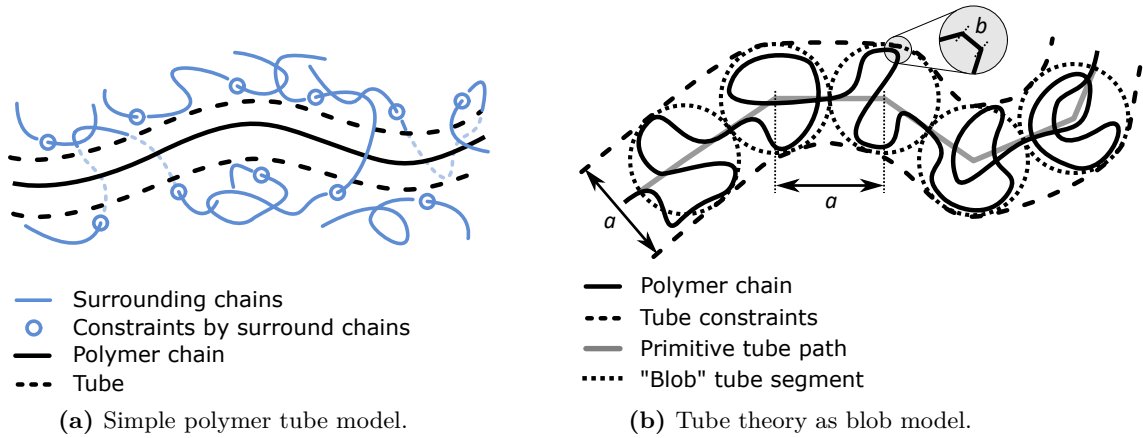 Surrounding chains
Constraints by surround chains
Polymer chain
Tube
(a) Simple polymer tube model.
b
a
a
Polymer chain
Tube constraints
Primitive tube path
"Blob" tube segment
(b) Tube theory as blob model.